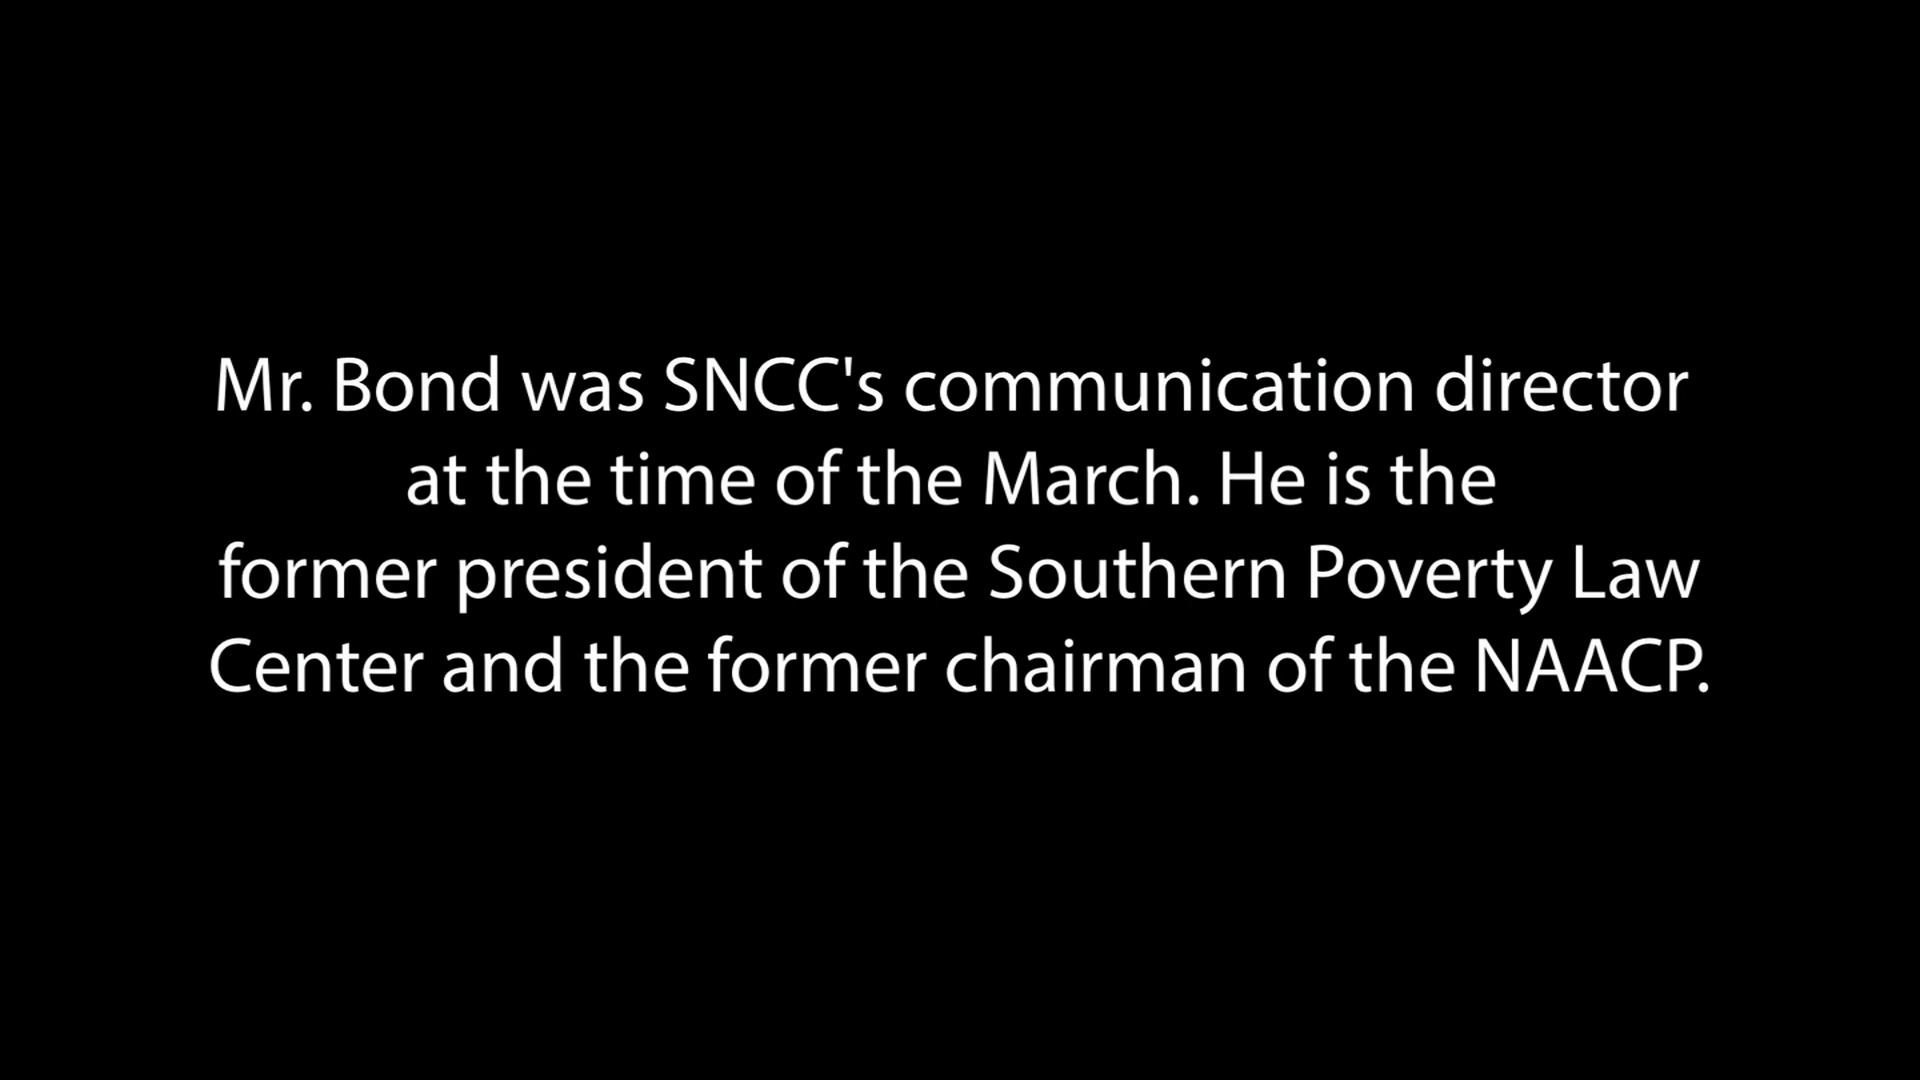 Mr. Bond was SNCC's communication director
at the time of the March. He is the
former president of the Southern Poverty Law
Center and the former chairman of the NAACP.